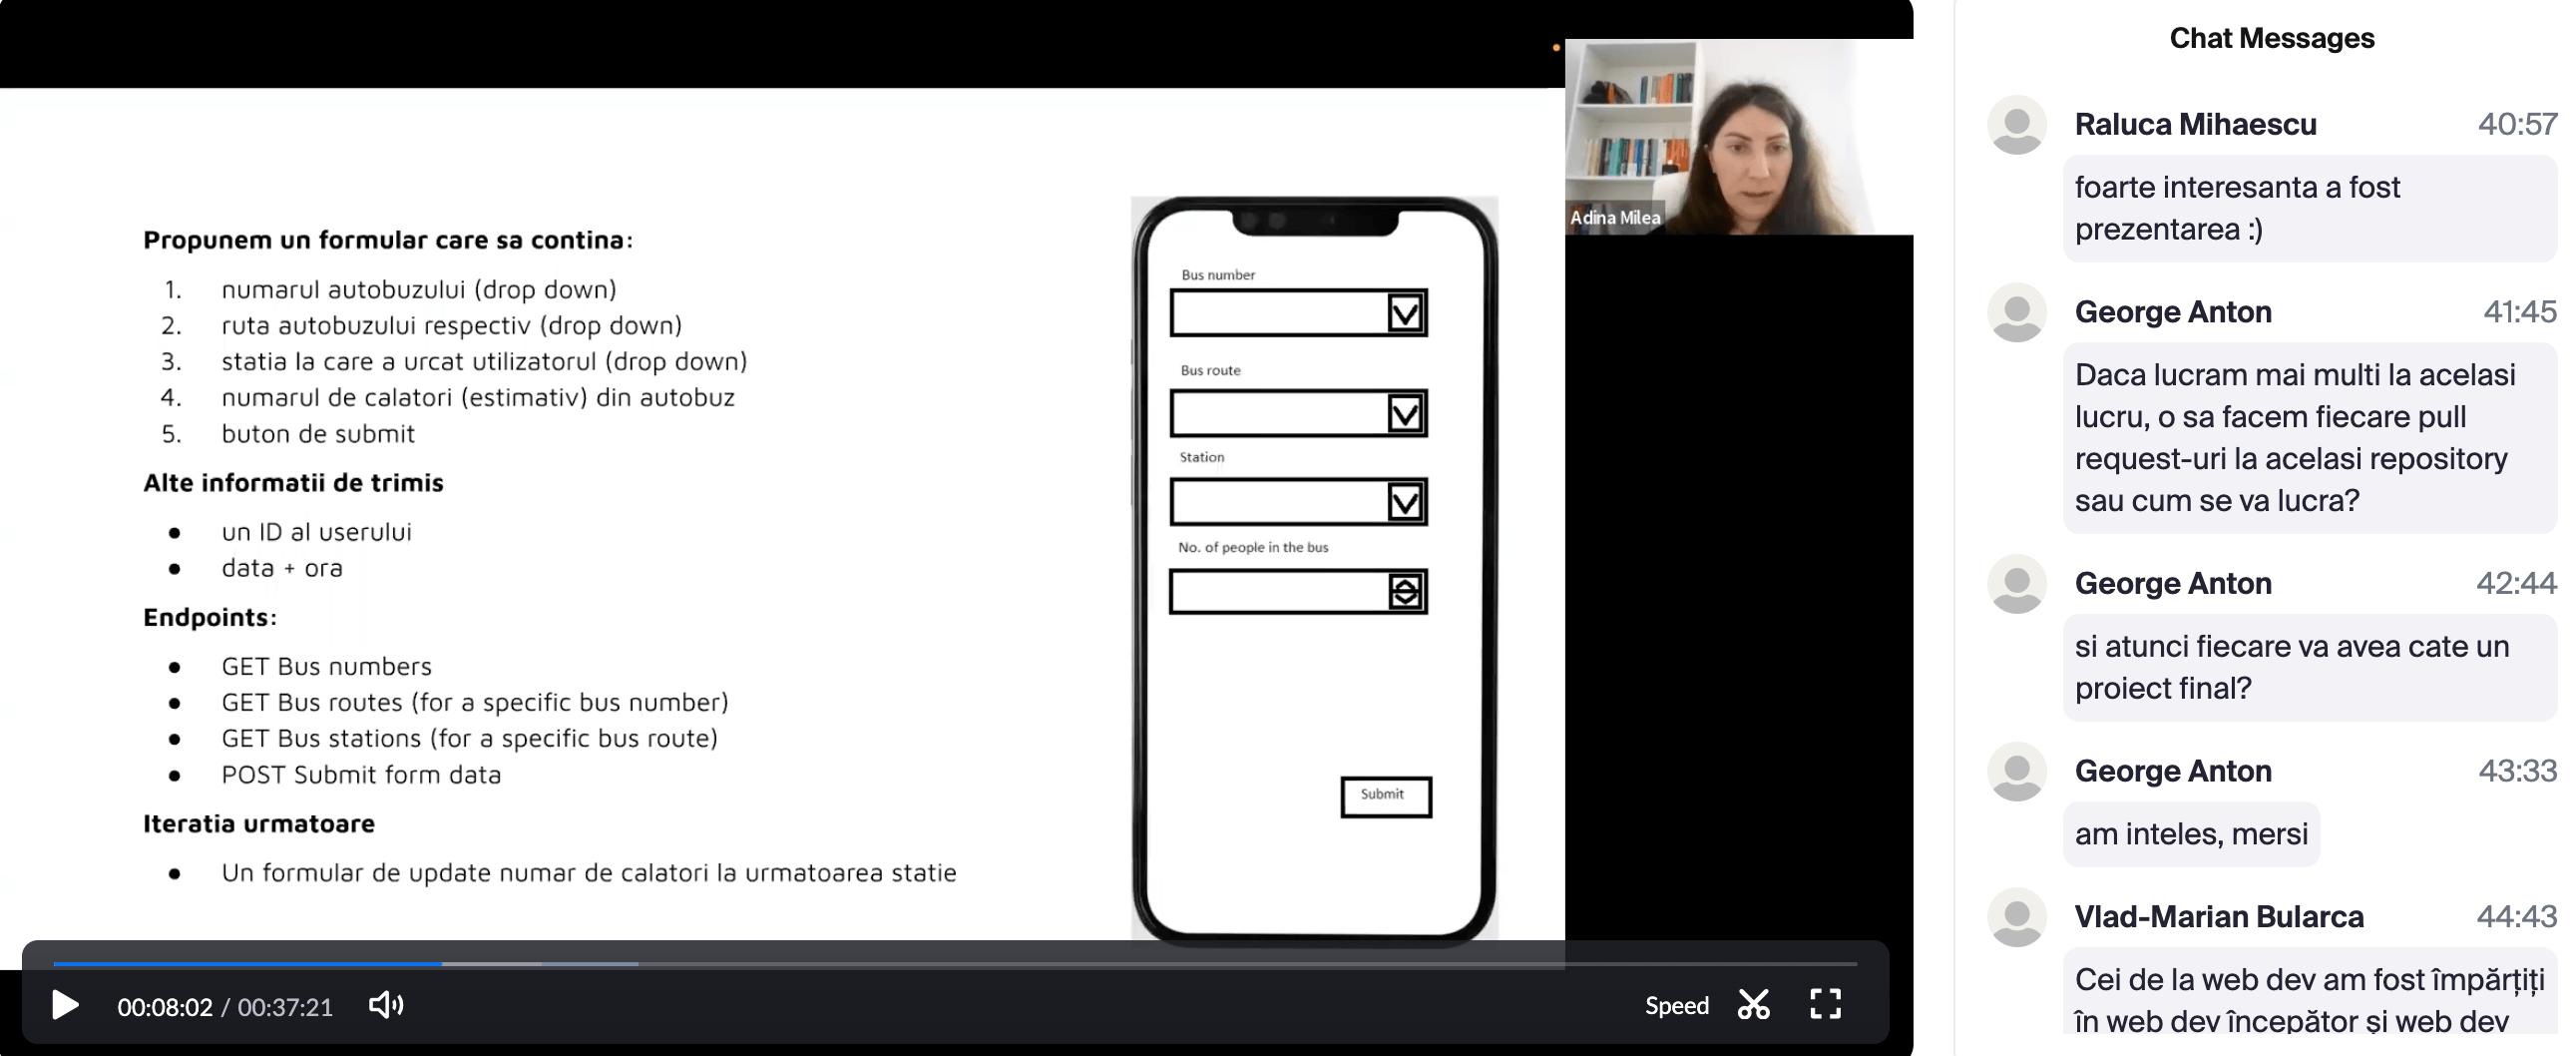 Propunem un formular care sa contina:
1. numarul autobuzului (drop down)
2. ruta autobuzului respectiv (drop down)
3. statia la care a urcat utilizatorul (drop down)
4. numarul de calatori (estimativ) din autobuz
5. buton de submit
Alte informatii de trimis
● un ID al userului
● data + ora
Endpoints:
● GET Bus numbers
● GET Bus routes (for a specific bus number)
● GET Bus stations (for a specific bus route)
● POST Submit form data
Iteratia urmatoare
● Un formular de update numar de calatori la urmatoarea statie
Bus number
Bus route
Station
No. of people in the bus
Submit
Adina Milea
00:08:02 / 00:37:21
Speed
Chat Messages
Raluca Mihaescu 40:57
foarte interesanta a fost
prezentarea :)
George Anton 41:45
Daca lucram mai multi la acelasi
lucru, o sa facem fiecare pull
request-uri la acelasi repository
sau cum se va lucra?
George Anton 42:44
si atunci fiecare va avea cate un
proiect final?
George Anton 43:33
am inteles, mersi
Vlad-Marian Bularca 44:43
Cei de la web dev am fost împărțiți
în web dev începător și web dev